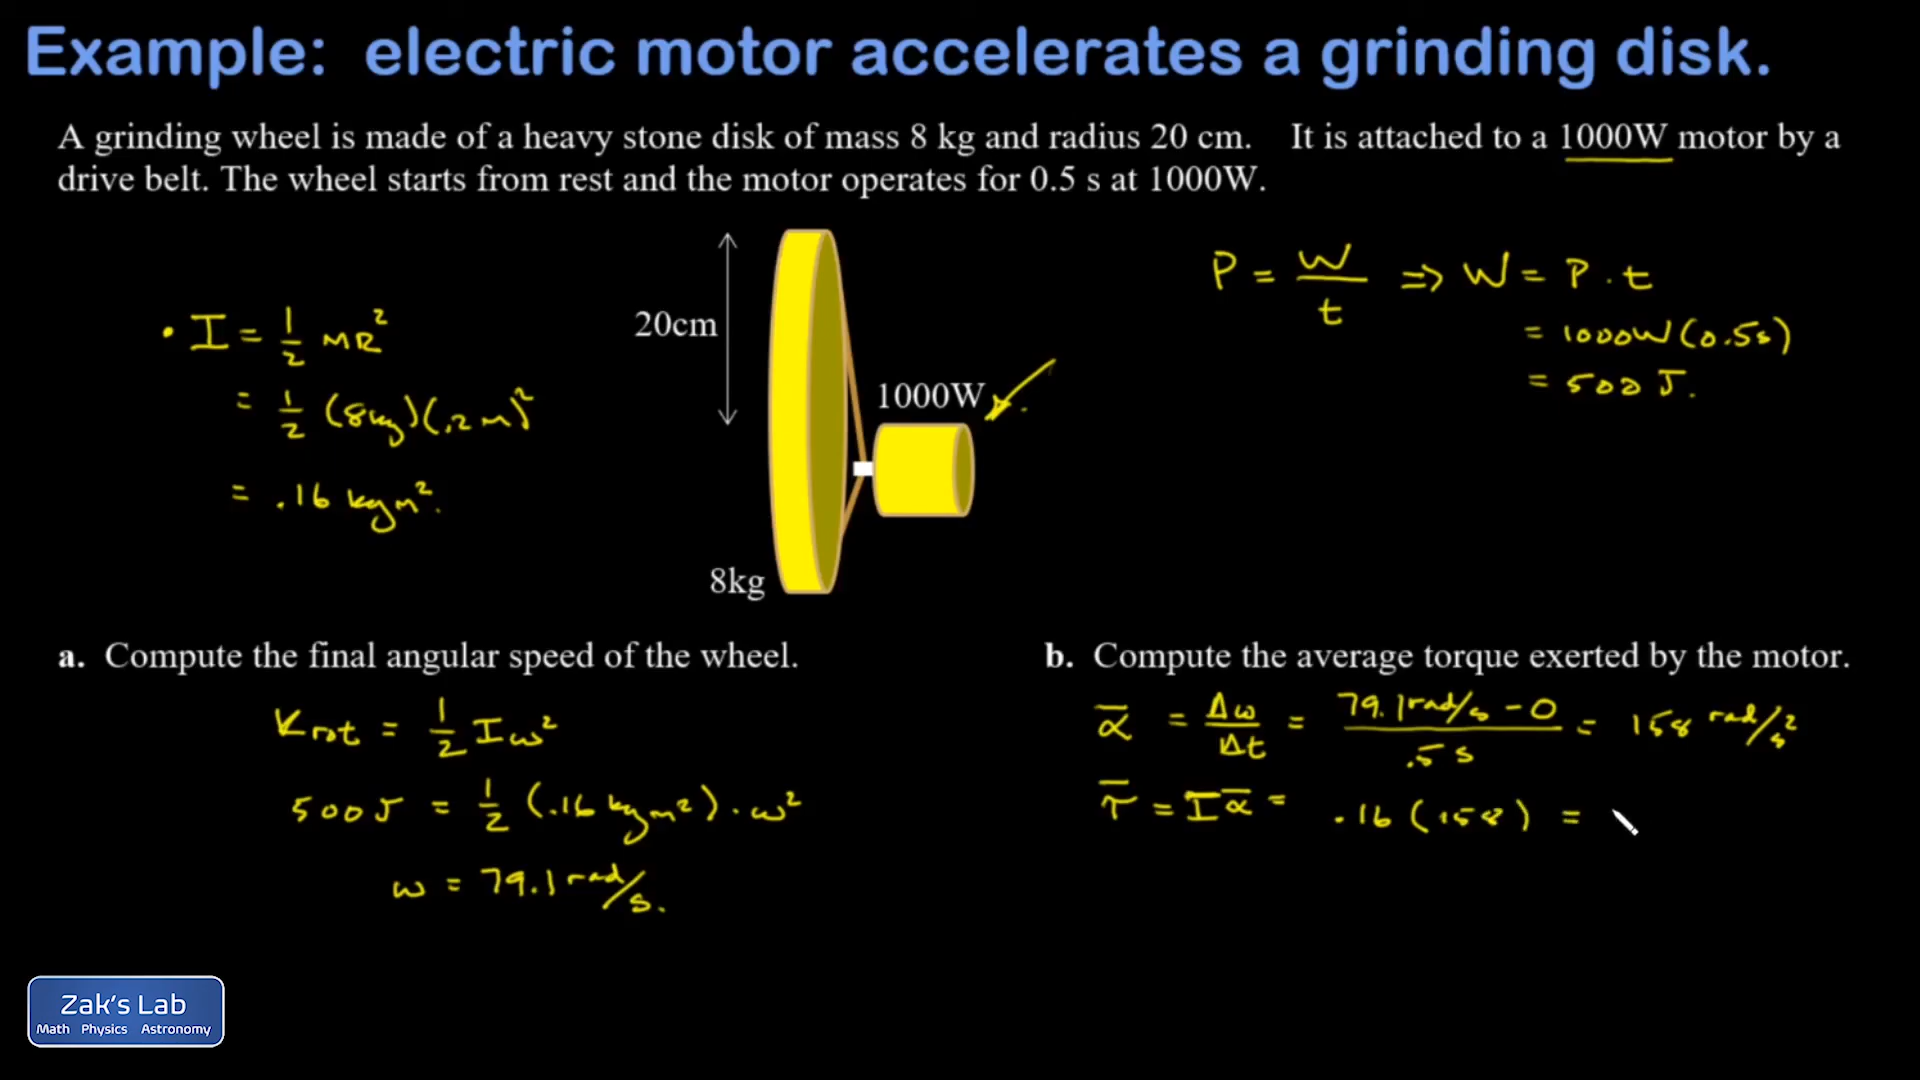 Example: electric motor accelerates a grinding disk.
A grinding wheel is made of a heavy stone disk of mass 8 kg and radius 20 cm. It is attached to a 1000W motor by a
drive belt. The wheel starts from rest and the motor operates for 0.5 s at 1000W.
• I = 1/2 MR²
= 1/2 (8kg)(.2m)²
= .16 kgm².
20cm
1000W
8kg
P = W/t ⇒ W = P · t
= 1000W(0.5s)
= 500 J.
a. Compute the final angular speed of the wheel.
Krot = 1/2 Iω²
500J = 1/2 (.16 kgm²) · ω²
ω = 79.1 rad/s.
b. Compute the average torque exerted by the motor.
ᾱ = Δω/Δt = (79.1 rad/s − 0)/.5 s = 158 rad/s²
τ̄ = Iᾱ = .16 (158) =
Zak's Lab
Math Physics Astronomy